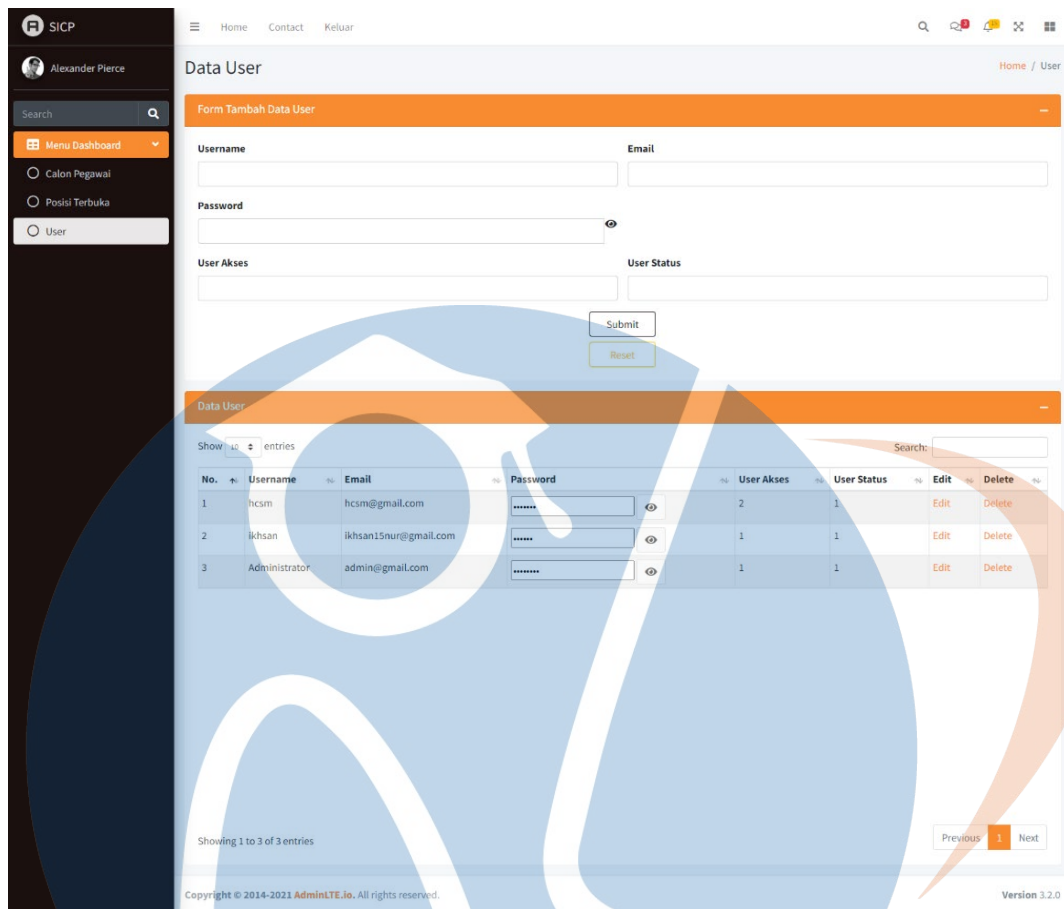 SICP
Home Contact Keluar
3
15
Alexander Pierce
Data User
Home / User
Search
Menu Dashboard
Calon Pegawai
Posisi Terbuka
User
Form Tambah Data User
Username Email
Password
User Akses User Status
Submit
Reset
Data User
Show 10 entries
Search:
No. Username Email Password User Akses User Status Edit Delete
1 hcsm hcsm@gmail.com ••••••• 2 1 Edit Delete
2 ikhsan ikhsan15nur@gmail.com •••••• 1 1 Edit Delete
3 Administrator admin@gmail.com •••••••• 1 1 Edit Delete
Showing 1 to 3 of 3 entries
Previous 1 Next
Copyright © 2014-2021 AdminLTE.io. All rights reserved.
Version 3.2.0